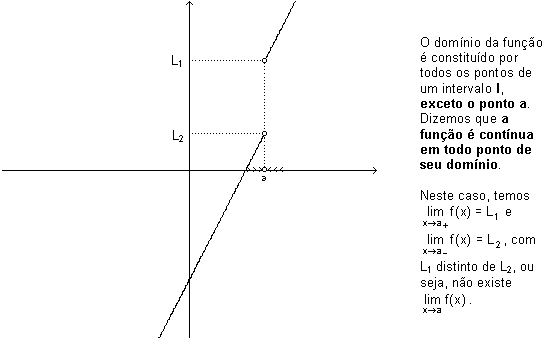 L₁
L₂
a
O domínio da função
é constituído por
todos os pontos de
um intervalo I,
exceto o ponto a.
Dizemos que a
função é contínua
em todo ponto de
seu domínio.
Neste caso, temos
lim f(x) = L₁ e
x→a₊
lim f(x) = L₂ , com
x→a₋
L₁ distinto de L₂, ou
seja, não existe
lim f(x) .
x→a